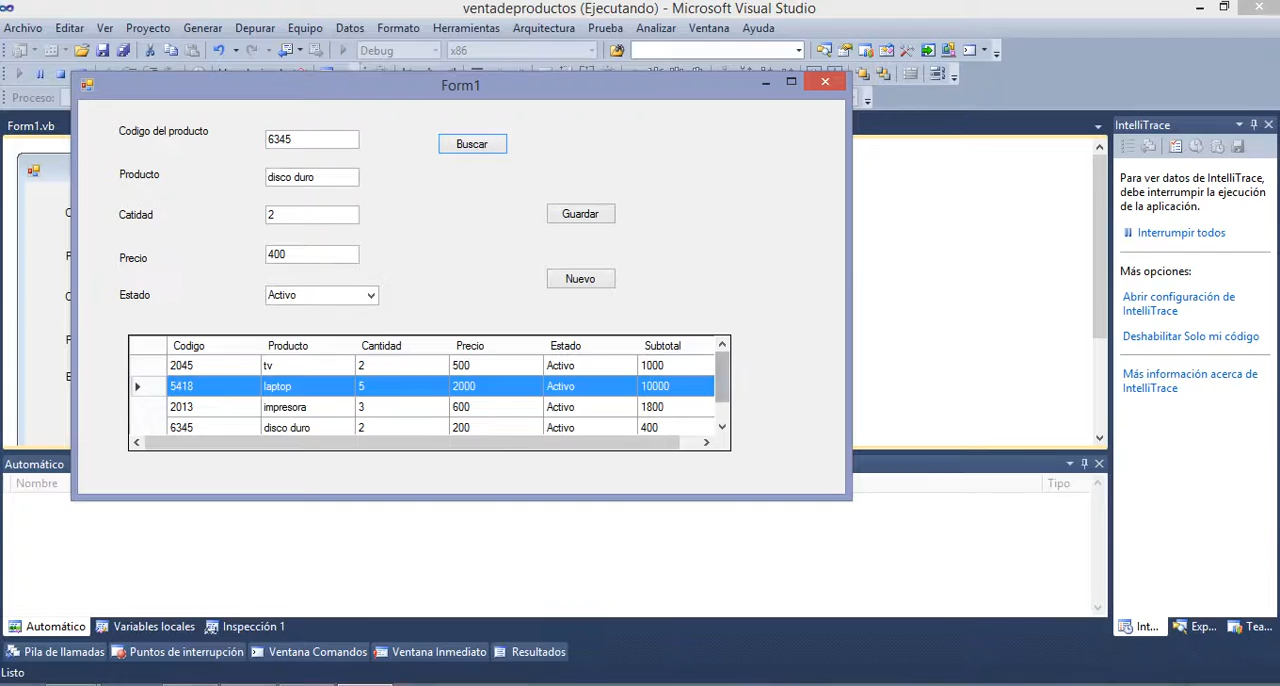 ventadeproductos (Ejecutando) - Microsoft Visual Studio
Archivo Editar Ver Proyecto Generar Depurar Equipo Datos Formato Herramientas Arquitectura Prueba Analizar Ventana Ayuda
Debug x86
Proceso:
Form1
Form1.vb
Codigo del producto 6345 Buscar
Producto disco duro
Catidad 2 Guardar
Precio 400
Nuevo
Estado Activo
Codigo Producto Cantidad Precio Estado Subtotal
2045 tv 2 500 Activo 1000
5418 laptop 5 2000 Activo 10000
2013 impresora 3 600 Activo 1800
6345 disco duro 2 200 Activo 400
IntelliTrace
Para ver datos de IntelliTrace,
debe interrumpir la ejecución
de la aplicación.
Interrumpir todos
Más opciones:
Abrir configuración de
IntelliTrace
Deshabilitar Solo mi código
Más información acerca de
IntelliTrace
Automático
Nombre Tipo
Automático Variables locales Inspección 1
Int... Exp... Tea...
Pila de llamadas Puntos de interrupción Ventana Comandos Ventana Inmediato Resultados
Listo